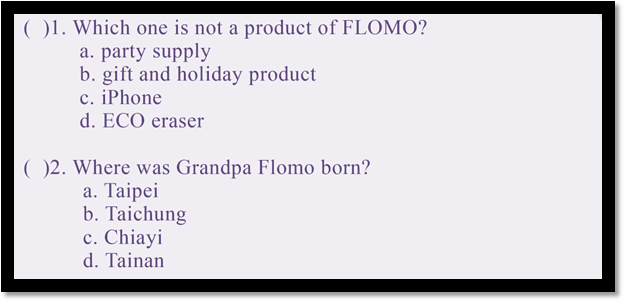 ( )1. Which one is not a product of FLOMO?
a. party supply
b. gift and holiday product
c. iPhone
d. ECO eraser
( )2. Where was Grandpa Flomo born?
a. Taipei
b. Taichung
c. Chiayi
d. Tainan